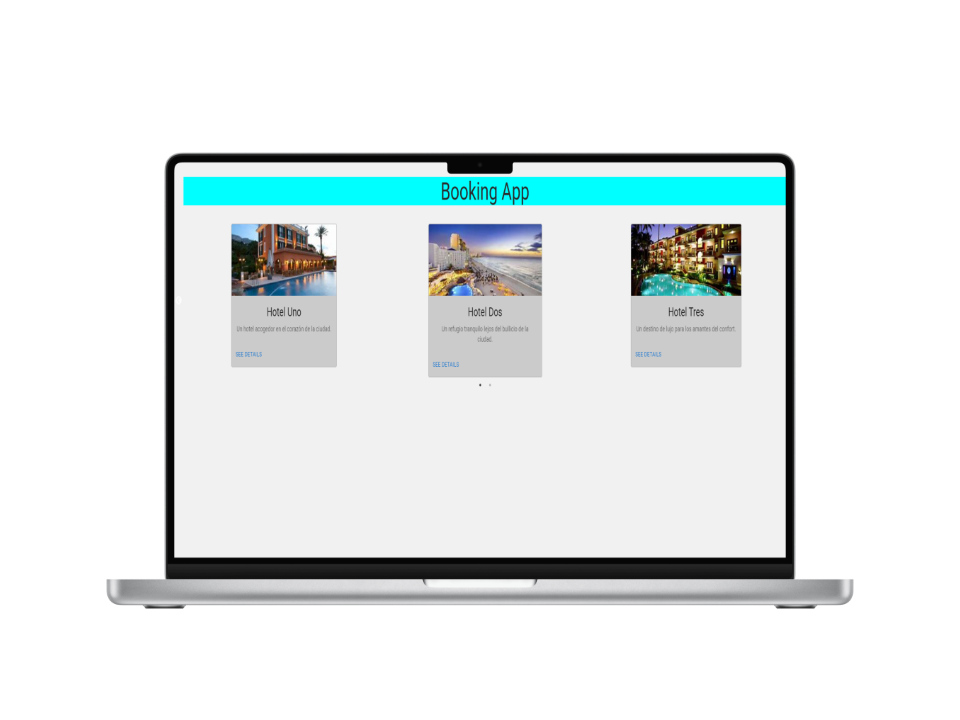 Booking App
Hotel Uno
Un hotel acogedor en el corazón de la ciudad.
SEE DETAILS
Hotel Dos
Un refugio tranquilo lejos del bullicio de la
ciudad.
SEE DETAILS
Hotel Tres
Un destino de lujo para los amantes del comfort.
SEE DETAILS